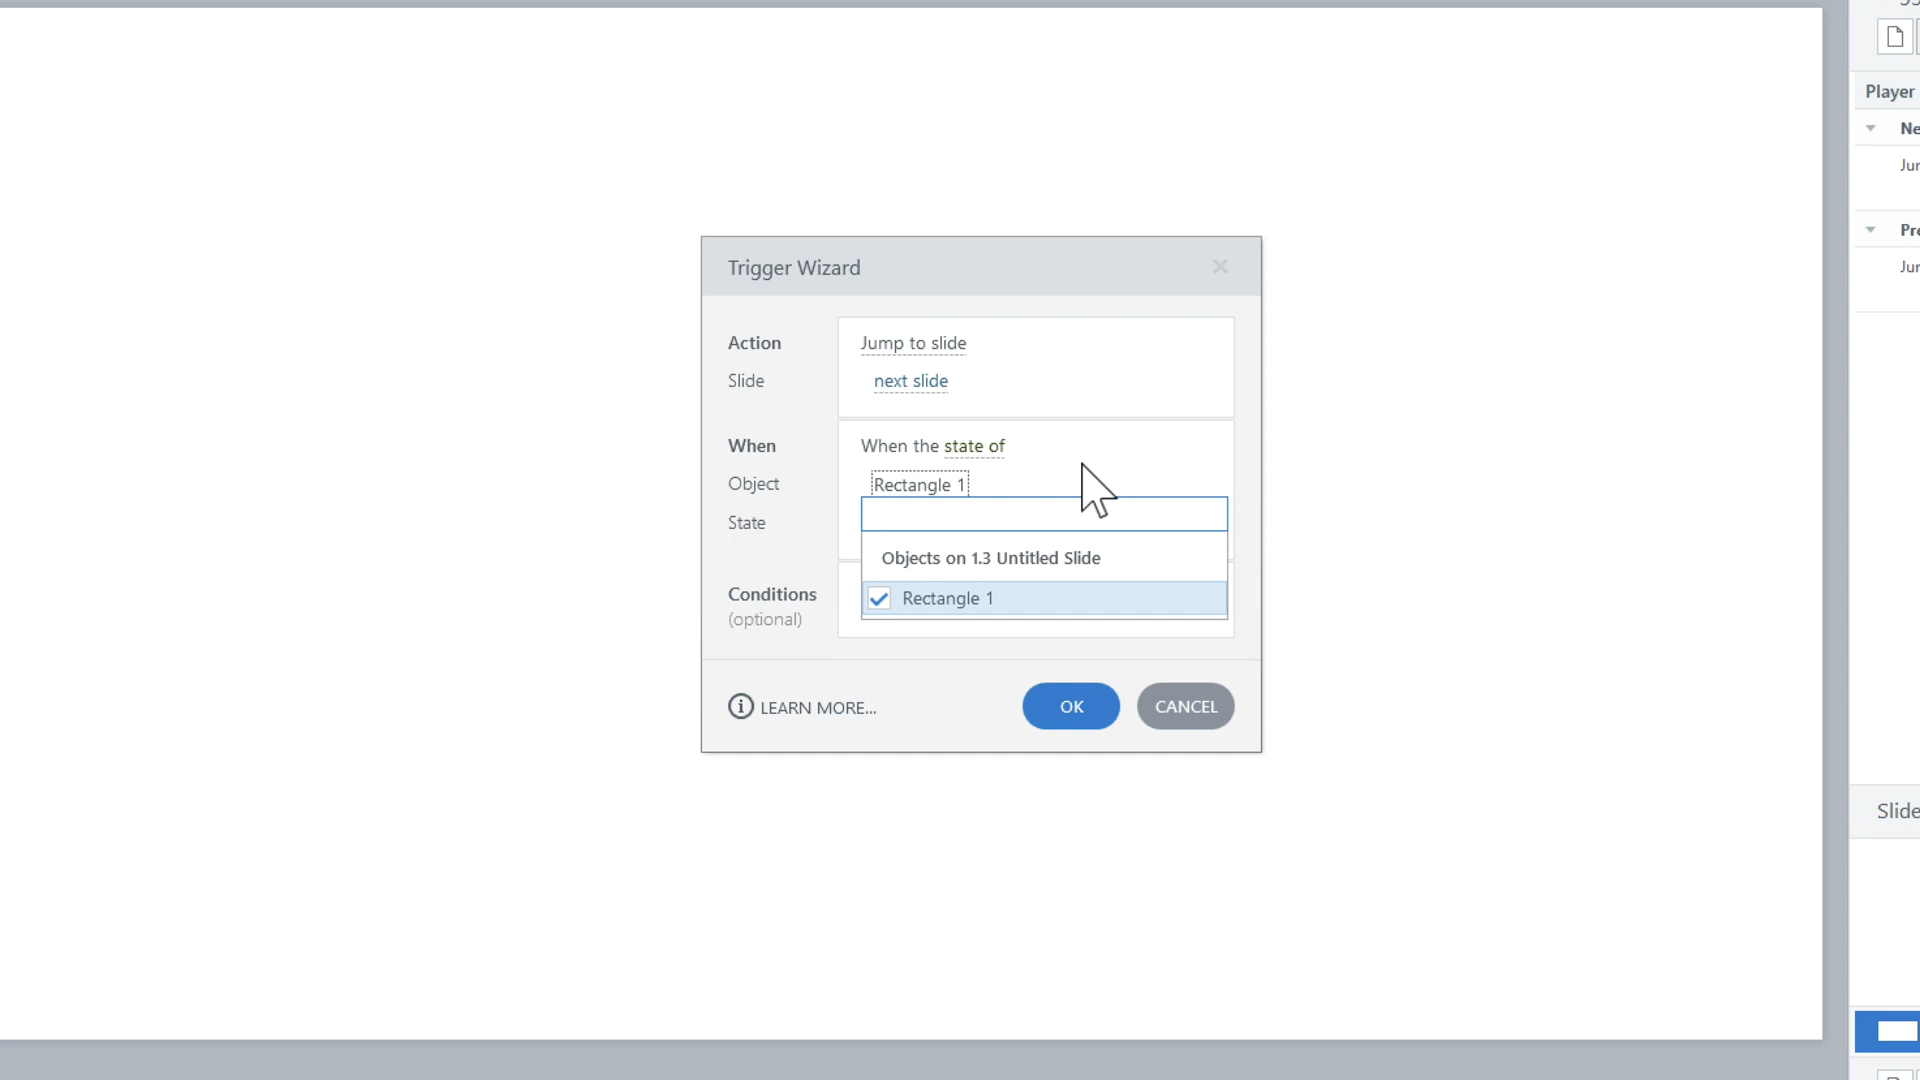 Trigger Wizard
Action
Jump to slide
Slide
next slide
When
When the state of
Object
Rectangle 1
State
Objects on 1.3 Untitled Slide
Conditions
(optional)
Rectangle 1
LEARN MORE...
OK
CANCEL
Player
Slide